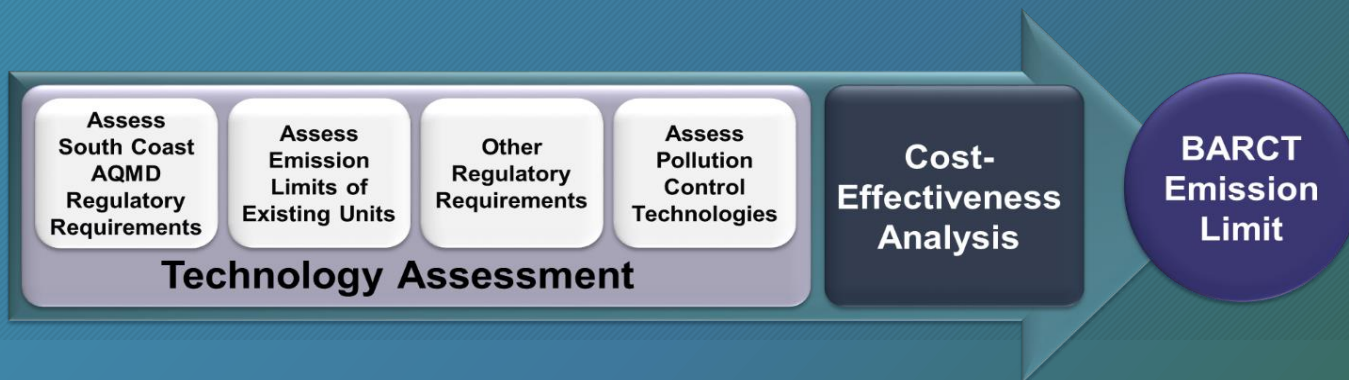 Assess
South Coast
AQMD
Regulatory
Requirements
Assess
Emission
Limits of
Existing Units
Other
Regulatory
Requirements
Assess
Pollution
Control
Technologies
Technology Assessment
Cost-
Effectiveness
Analysis
BARCT
Emission
Limit